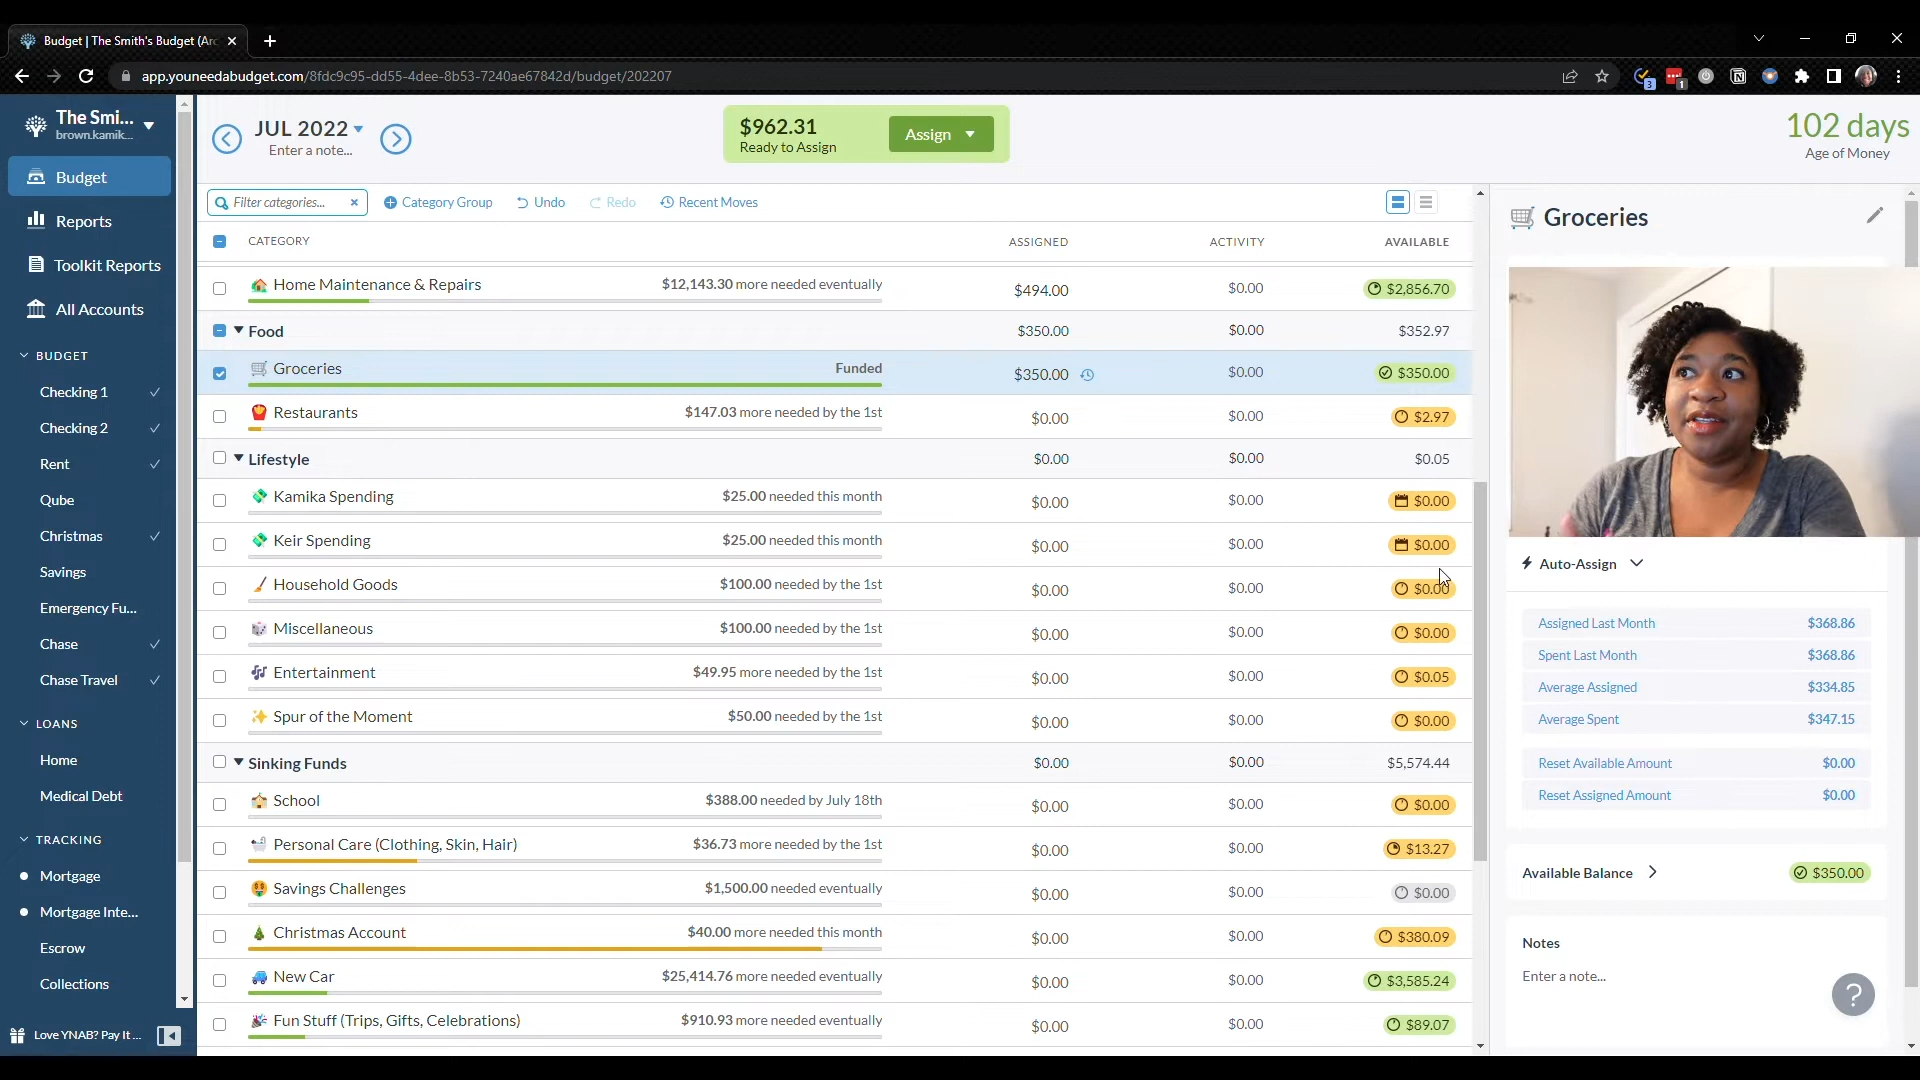 Budget | The Smith's Budget (Arc
app.youneedabudget.com/8fdc9c95-dd55-4dee-8b53-7240ae67842d/budget/202207
3
1
The Smi...
brown.kamik...
Budget
Reports
Toolkit Reports
All Accounts
BUDGET
Checking 1
Checking 2
Rent
Qube
Christmas
Savings
Emergency Fu...
Chase
Chase Travel
LOANS
Home
Medical Debt
TRACKING
Mortgage
Mortgage Inte...
Escrow
Collections
Love YNAB? Pay It ...
JUL 2022
Enter a note...
$962.31
Ready to Assign
Assign
102 days
Age of Money
Filter categories...
Category Group
Undo
Redo
Recent Moves
CATEGORY ASSIGNED ACTIVITY AVAILABLE
Home Maintenance & Repairs $12,143.30 more needed eventually $494.00 $0.00 $2,856.70
Food $350.00 $0.00 $352.97
Groceries Funded $350.00 $0.00 $350.00
Restaurants $147.03 more needed by the 1st $0.00 $0.00 $2.97
Lifestyle $0.00 $0.00 $0.05
Kamika Spending $25.00 needed this month $0.00 $0.00 $0.00
Keir Spending $25.00 needed this month $0.00 $0.00 $0.00
Household Goods $100.00 needed by the 1st $0.00 $0.00 $0.00
Miscellaneous $100.00 needed by the 1st $0.00 $0.00 $0.00
Entertainment $49.95 more needed by the 1st $0.00 $0.00 $0.05
Spur of the Moment $50.00 needed by the 1st $0.00 $0.00 $0.00
Sinking Funds $0.00 $0.00 $5,574.44
School $388.00 needed by July 18th $0.00 $0.00 $0.00
Personal Care (Clothing, Skin, Hair) $36.73 more needed by the 1st $0.00 $0.00 $13.27
Savings Challenges $1,500.00 needed eventually $0.00 $0.00 $0.00
Christmas Account $40.00 more needed this month $0.00 $0.00 $380.09
New Car $25,414.76 more needed eventually $0.00 $0.00 $3,585.24
Fun Stuff (Trips, Gifts, Celebrations) $910.93 more needed eventually $0.00 $0.00 $89.07
Groceries
Auto-Assign
Assigned Last Month $368.86
Spent Last Month $368.86
Average Assigned $334.85
Average Spent $347.15
Reset Available Amount $0.00
Reset Assigned Amount $0.00
Available Balance $350.00
Notes
Enter a note...
?